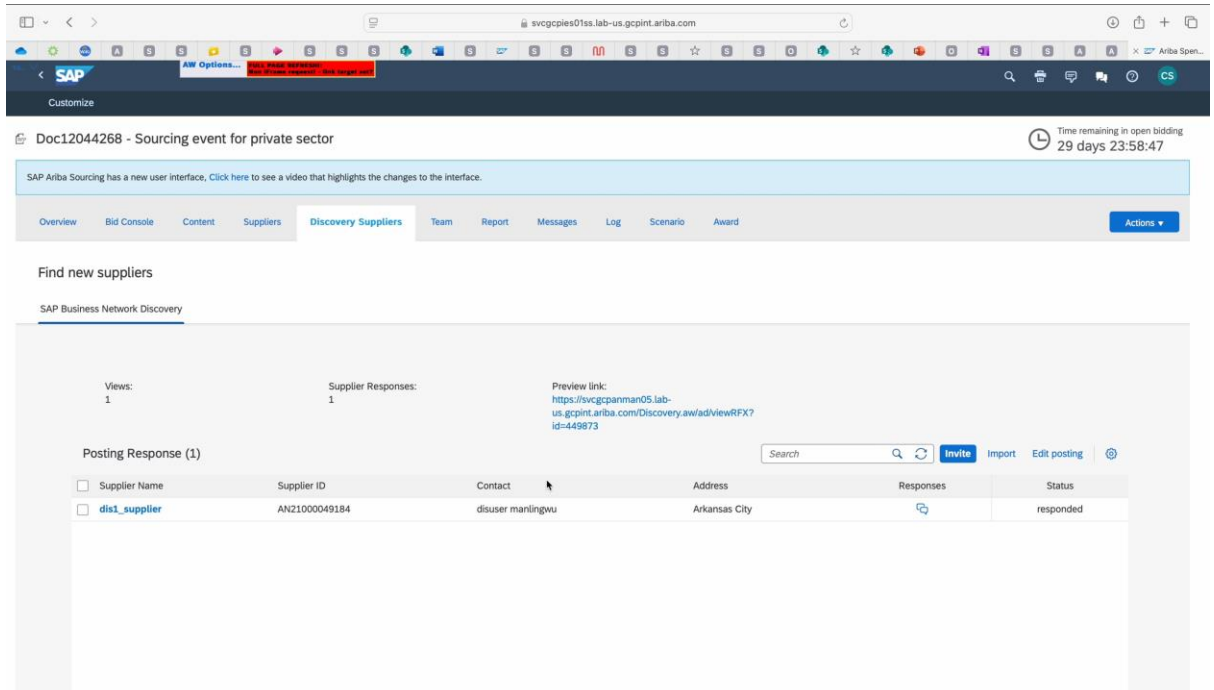 svcgcpies01ss.lab-us.gcpint.ariba.com
A S S S S S S S S S S S S S O O S S A A Ariba Spen...
SAP AW Options... FULL PAGE REFRESH: CS
Customize
Doc12044268 - Sourcing event for private sector
Time remaining in open bidding
29 days 23:58:47
SAP Ariba Sourcing has a new user interface, Click here to see a video that highlights the changes to the interface.
Overview Bid Console Content Suppliers Discovery Suppliers Team Report Messages Log Scenario Award Actions
Find new suppliers
SAP Business Network Discovery
Views: Supplier Responses: Preview link:
1 1 https://svcgcpanman05.lab-
us.gcpint.ariba.com/Discovery.aw/ad/viewRFX?
id=449873
Posting Response (1) Search Invite Import Edit posting
Supplier Name Supplier ID Contact Address Responses Status
dis1_supplier AN21000049184 disuser manlingwu Arkansas City responded